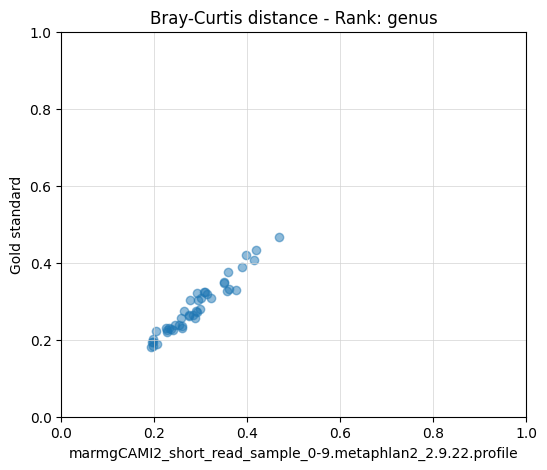 Bray-Curtis distance - Rank: genus
1.0
0.8
0.6
0.4
0.2
0.0
Gold standard
0.0 0.2 0.4 0.6 0.8 1.0
marmgCAMI2_short_read_sample_0-9.metaphlan2_2.9.22.profile